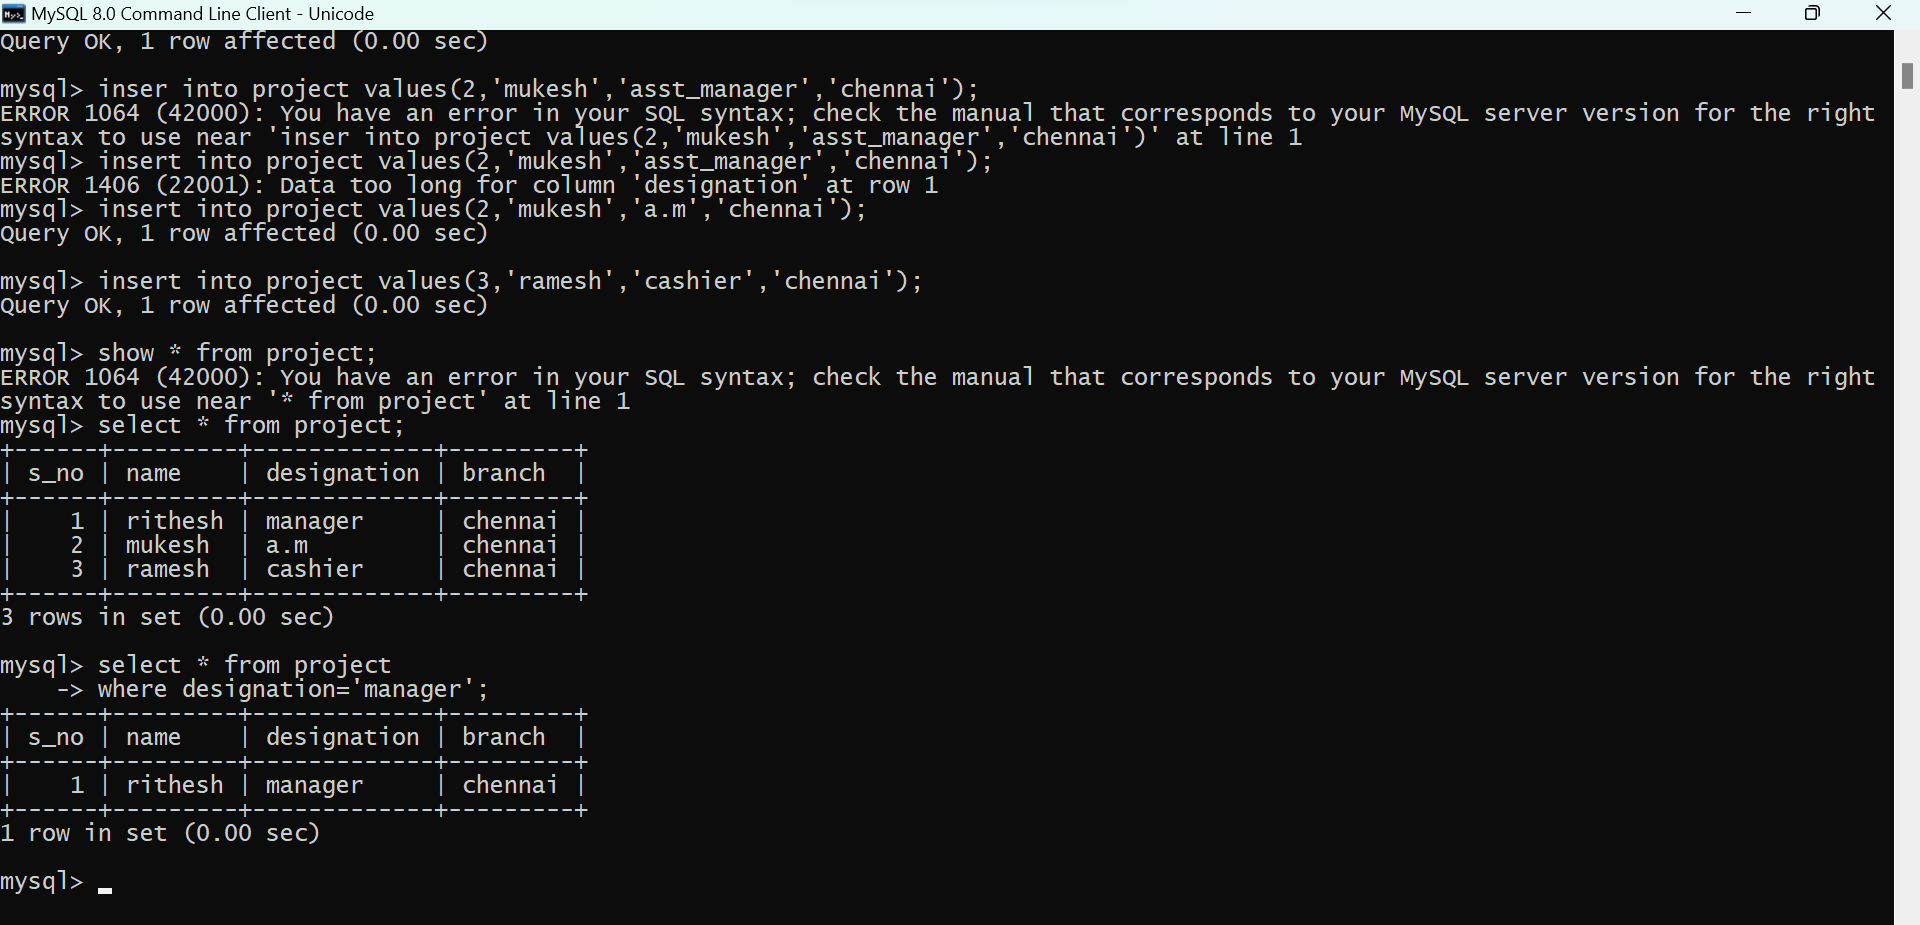 MySQL 8.0 Command Line Client - Unicode
Query OK, 1 row affected (0.00 sec)
mysql> inser into project values(2,'mukesh','asst_manager','chennai');
ERROR 1064 (42000): You have an error in your SQL syntax; check the manual that corresponds to your MySQL server version for the right
syntax to use near 'inser into project values(2,'mukesh','asst_manager','chennai')' at line 1
mysql> insert into project values(2,'mukesh','asst_manager','chennai');
ERROR 1406 (22001): Data too long for column 'designation' at row 1
mysql> insert into project values(2,'mukesh','a.m','chennai');
Query OK, 1 row affected (0.00 sec)
mysql> insert into project values(3,'ramesh','cashier','chennai');
Query OK, 1 row affected (0.00 sec)
mysql> show * from project;
ERROR 1064 (42000): You have an error in your SQL syntax; check the manual that corresponds to your MySQL server version for the right
syntax to use near '* from project' at line 1
mysql> select * from project;
+------+---------+-------------+---------+
| s_no | name    | designation | branch  |
+------+---------+-------------+---------+
|    1 | rithesh | manager     | chennai |
|    2 | mukesh  | a.m         | chennai |
|    3 | ramesh  | cashier     | chennai |
+------+---------+-------------+---------+
3 rows in set (0.00 sec)
mysql> select * from project
    -> where designation='manager';
+------+---------+-------------+---------+
| s_no | name    | designation | branch  |
+------+---------+-------------+---------+
|    1 | rithesh | manager     | chennai |
+------+---------+-------------+---------+
1 row in set (0.00 sec)
mysql>